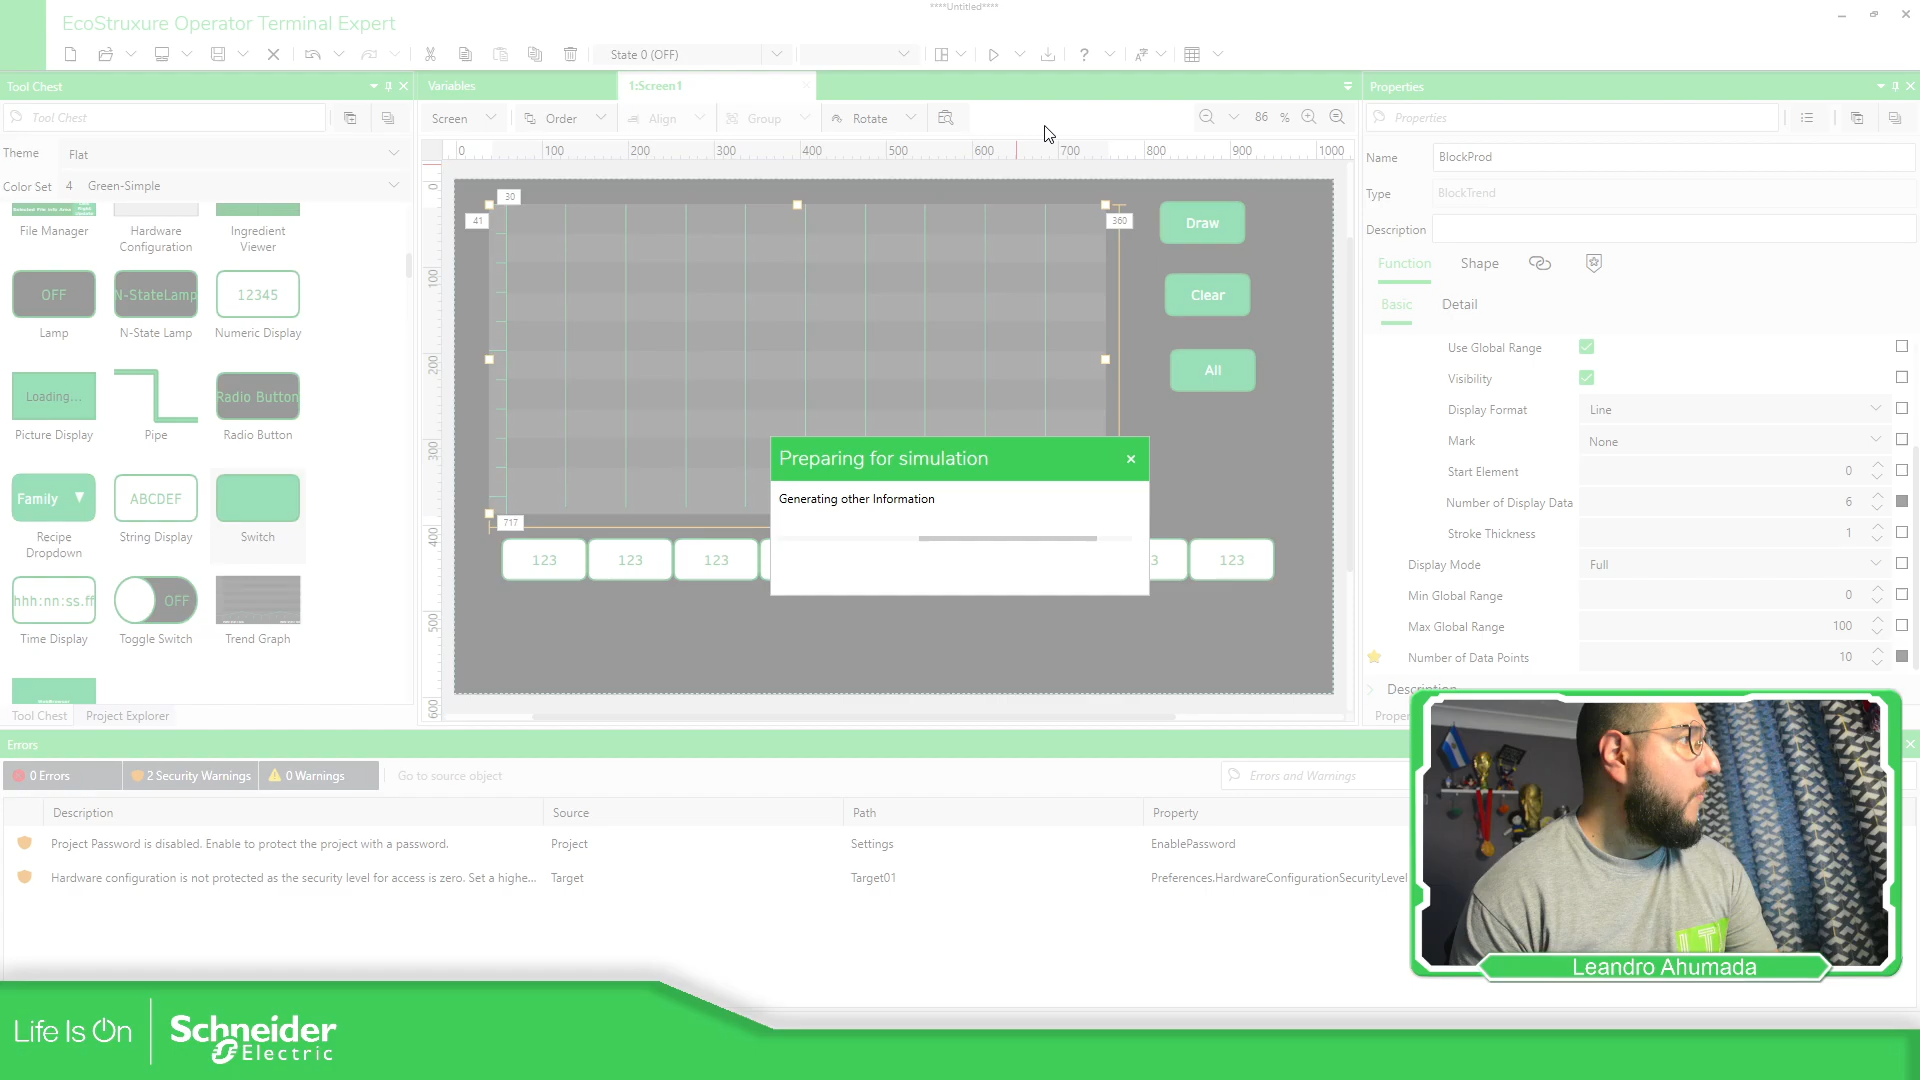 ****Untitled****
EcoStruxure Operator Terminal Expert
State 0 (OFF)
Tool Chest
Variables
1:Screen1
Properties
Tool Chest
Screen
Order
Align
Group
Rotate
86 %
Properties
Theme
Flat
Color Set
4 Green-Simple
0 100 200 300 400 500 600 700 800 900 1000
0
100
200
300
400
500
600
30
41
360
717
Draw
Clear
All
123
123
123
3
123
File Manager
Hardware
Configuration
Ingredient
Viewer
OFF
N-StateLamp
12345
Lamp
N-State Lamp
Numeric Display
Loading...
Radio Button
Picture Display
Pipe
Radio Button
Family
ABCDEF
Recipe
Dropdown
String Display
Switch
hhh:nn:ss.ff
OFF
Time Display
Toggle Switch
Trend Graph
Tool Chest
Project Explorer
Preparing for simulation
Generating other Information
Name
BlockProd
Type
BlockTrend
Description
Function
Shape
Basic
Detail
Use Global Range
Visibility
Display Format
Line
Mark
None
Start Element
0
Number of Display Data
6
Stroke Thickness
1
Display Mode
Full
Min Global Range
0
Max Global Range
100
Number of Data Points
10
Description
Proper
Errors
0 Errors
2 Security Warnings
0 Warnings
Go to source object
Errors and Warnings
Description
Source
Path
Property
Project Password is disabled. Enable to protect the project with a password.
Project
Settings
EnablePassword
Hardware configuration is not protected as the security level for access is zero. Set a highe...
Target
Target01
Preferences.HardwareConfigurationSecurityLevel
Leandro Ahumada
Life Is On
Schneider
Electric